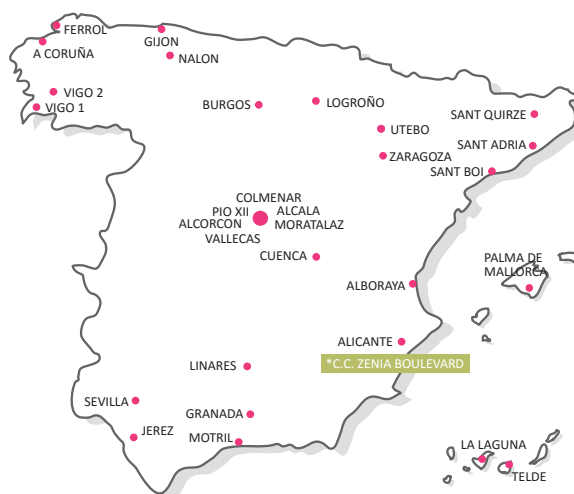 FERROL
GIJON
A CORUÑA
NALON
VIGO 2
VIGO 1
BURGOS
LOGROÑO
SANT QUIRZE
UTEBO
SANT ADRIA
ZARAGOZA
SANT BOI
COLMENAR
PIO XII
ALCALA
ALCORCON
MORATALAZ
VALLECAS
CUENCA
PALMA DE
MALLORCA
ALBORAYA
ALICANTE
*C.C. ZENIA BOULEVARD
LINARES
SEVILLA
GRANADA
JEREZ
MOTRIL
LA LAGUNA
TELDE